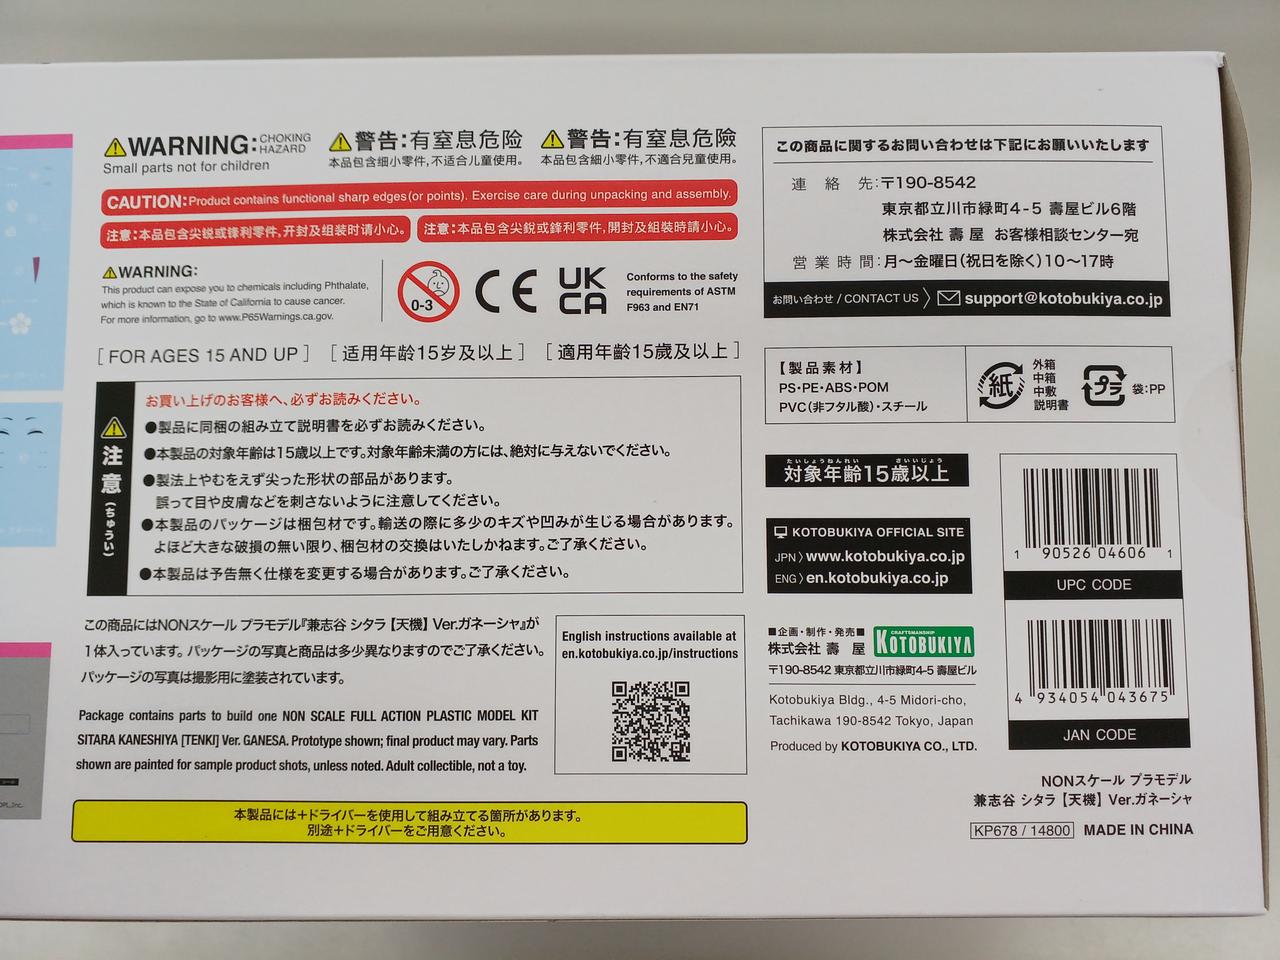 ⚠WARNING: CHOKING HAZARD
Small parts not for children
⚠警告:有窒息危险
本品包含細小零件,不适合儿童使用。
⚠警告:有窒息危險
本品包含細小零件,不適合兒童使用。
CAUTION:Product contains functional sharp edges(or points). Exercise care during unpacking and assembly.
注意:本品包含尖锐或锋利零件,开封及组装时请小心。
注意:本品包含尖銳或鋒利零件,開封及組裝時請小心。
⚠WARNING:
This product can expose you to chemicals including Phthalate,
which is known to the State of California to cause cancer.
For more information, go to www.P65Warnings.ca.gov.
0-3
CE
UK
CA
Conforms to the safety
requirements of ASTM
F963 and EN71
[ FOR AGES 15 AND UP ]
[ 适用年龄15岁及以上 ]
[ 適用年齡15歲及以上 ]
注意(ちゅうい)
お買い上げのお客様へ、必ずお読みください。
●製品に同梱の組み立て説明書を必ずお読みください。
●本製品の対象年齢は15歳以上です。対象年齢未満の方には、絶対に与えないでください。
●製法上やむをえず尖った形状の部品があります。
誤って目や皮膚などを刺さないように注意してください。
●本製品のパッケージは梱包材です。輸送の際に多少のキズや凹みが生じる場合があります。
よほど大きな破損の無い限り、梱包材の交換はいたしかねます。ご了承ください。
●本製品は予告無く仕様を変更する場合があります。ご了承ください。
この商品にはNONスケール プラモデル『兼志谷 シタラ【天機】 Ver.ガネーシャ』が
1体入っています。パッケージの写真と商品は多少異なりますのでご了承ください。
パッケージの写真は撮影用に塗装されています。
Package contains parts to build one NON SCALE FULL ACTION PLASTIC MODEL KIT
SITARA KANESHIYA [TENKI] Ver. GANESA. Prototype shown; final product may vary. Parts
shown are painted for sample product shots, unless noted. Adult collectible, not a toy.
English instructions available at
en.kotobukiya.co.jp/instructions
本製品には+ドライバーを使用して組み立てる箇所があります。
別途+ドライバーをご用意ください。
この商品に関するお問い合わせは下記にお願いいたします
連絡先:〒190-8542
東京都立川市緑町4-5 壽屋ビル6階
株式会社 壽 屋 お客様相談センター宛
営業時間:月〜金曜日(祝日を除く)10〜17時
お問い合わせ / CONTACT US 〉 support@kotobukiya.co.jp
【製品素材】
PS・PE・ABS・POM
PVC(非フタル酸)・スチール
紙
外箱
中箱
中敷
説明書
プラ
袋:PP
たいしょうねんれい さいいじょう
対象年齢15歳以上
KOTOBUKIYA OFFICIAL SITE
JPN 〉www.kotobukiya.co.jp
ENG 〉en.kotobukiya.co.jp
■企画・制作・発売■
株式会社 壽 屋
CRAFTSMANSHIP
KOTOBUKIYA
〒190-8542 東京都立川市緑町4-5 壽屋ビル
Kotobukiya Bldg., 4-5 Midori-cho,
Tachikawa 190-8542 Tokyo, Japan
Produced by KOTOBUKIYA CO., LTD.
1 90526 04606 1
UPC CODE
4 934054 043675
JAN CODE
NONスケール プラモデル
兼志谷 シタラ【天機】Ver.ガネーシャ
KP678 / 14800 MADE IN CHINA